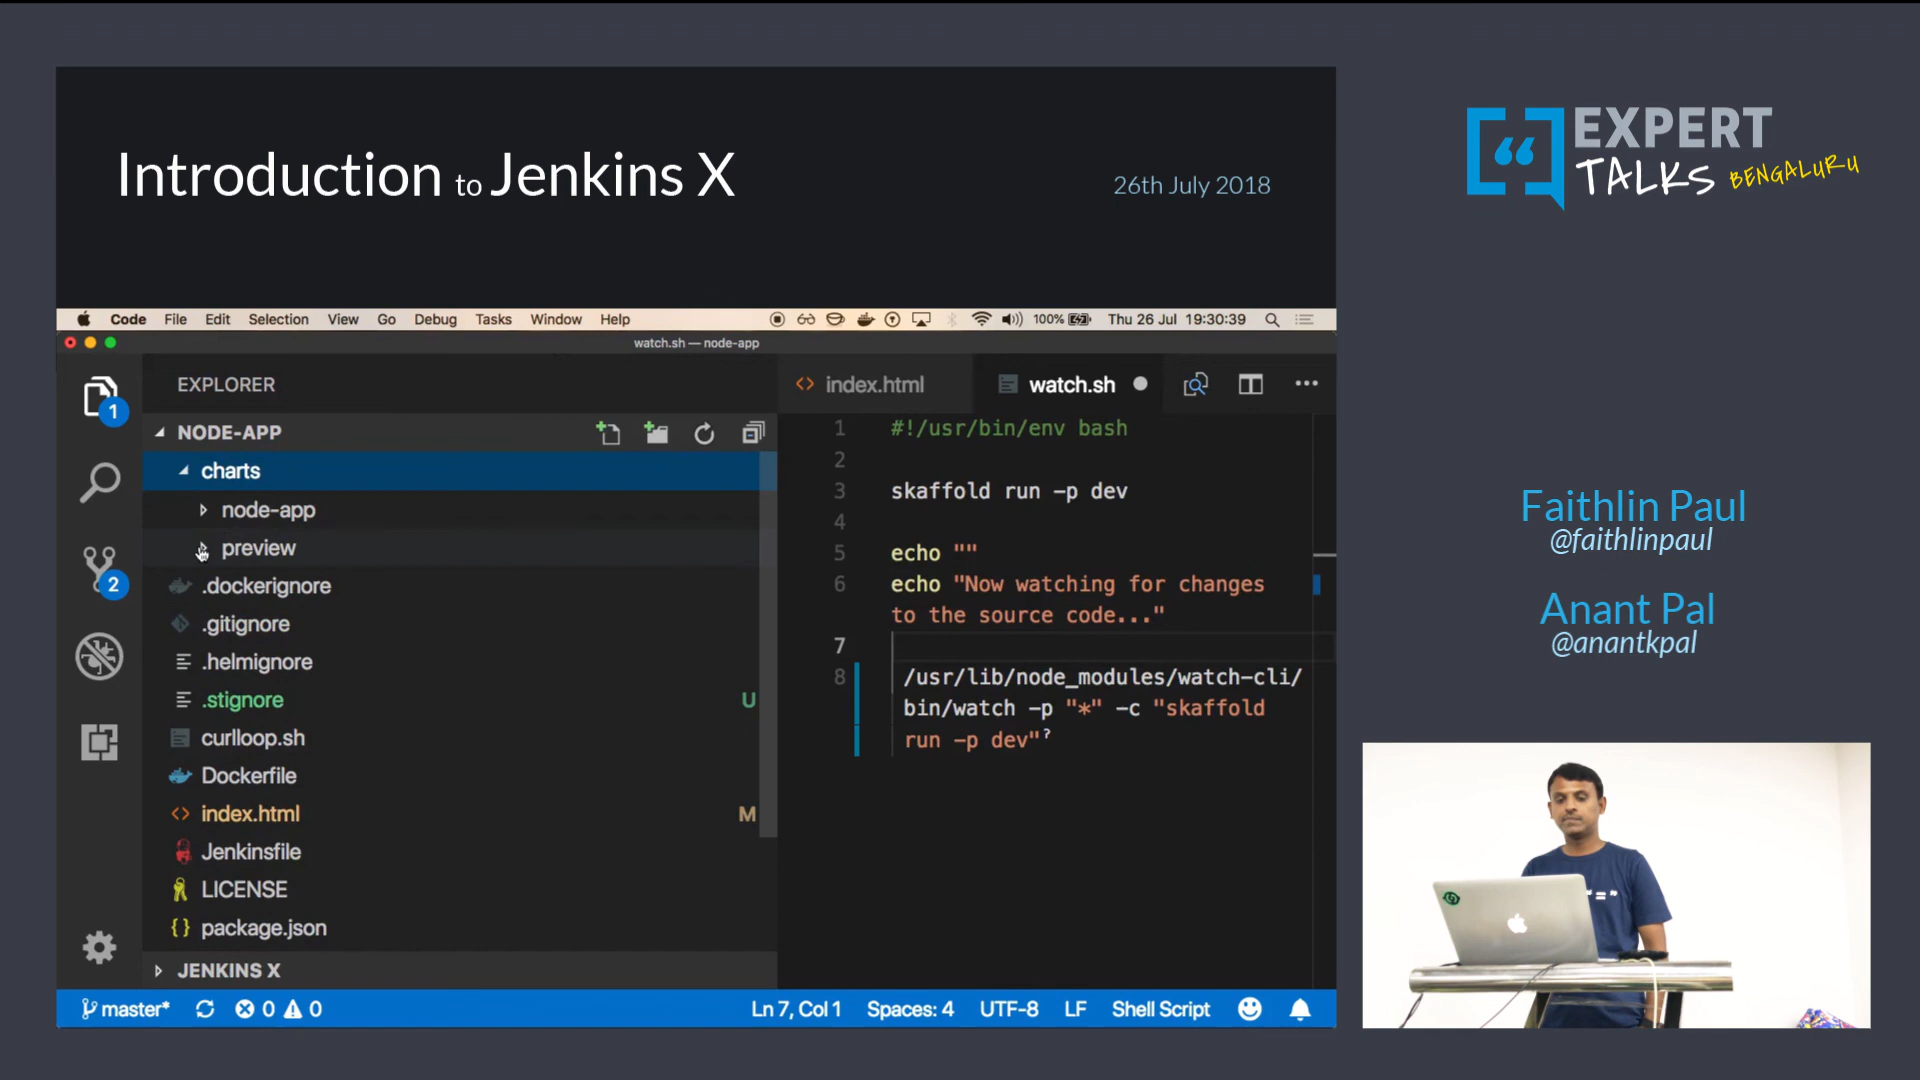 Introduction to Jenkins X
26th July 2018
EXPERT
TALKS BENGALURU
Code File Edit Selection View Go Debug Tasks Window Help 100% Thu 26 Jul 19:30:39
watch.sh — node-app
EXPLORER
index.html
watch.sh
1
NODE-APP
charts
node-app
preview
.dockerignore
.gitignore
.helmignore
.stignore U
curlloop.sh
Dockerfile
index.html M
Jenkinsfile
LICENSE
package.json
JENKINS X
2
1 #!/usr/bin/env bash
2
3 skaffold run -p dev
4
5 echo ""
6 echo "Now watching for changes
to the source code..."
7
8 /usr/lib/node_modules/watch-cli/
bin/watch -p "*" -c "skaffold
run -p dev"
master* 0 0 Ln 7, Col 1 Spaces: 4 UTF-8 LF Shell Script
Faithlin Paul
@faithlinpaul
Anant Pal
@anantkpal